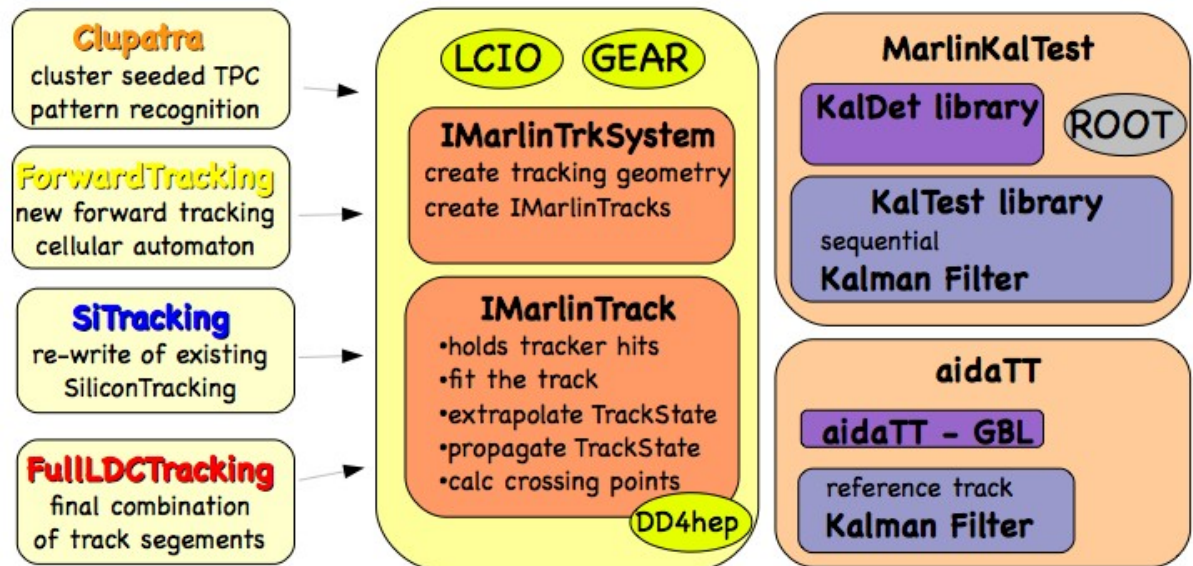 Clupatra
cluster seeded TPC
pattern recognition
ForwardTracking
new forward tracking
cellular automaton
SiTracking
re-write of existing
SiliconTracking
FullLDCTracking
final combination
of track segements
LCIO
GEAR
IMarlinTrkSystem
create tracking geometry
create IMarlinTracks
IMarlinTrack
•holds tracker hits
•fit the track
•extrapolate TrackState
•propagate TrackState
•calc crossing points
DD4hep
MarlinKalTest
KalDet library
ROOT
KalTest library
sequential
Kalman Filter
aidaTT
aidaTT - GBL
reference track
Kalman Filter